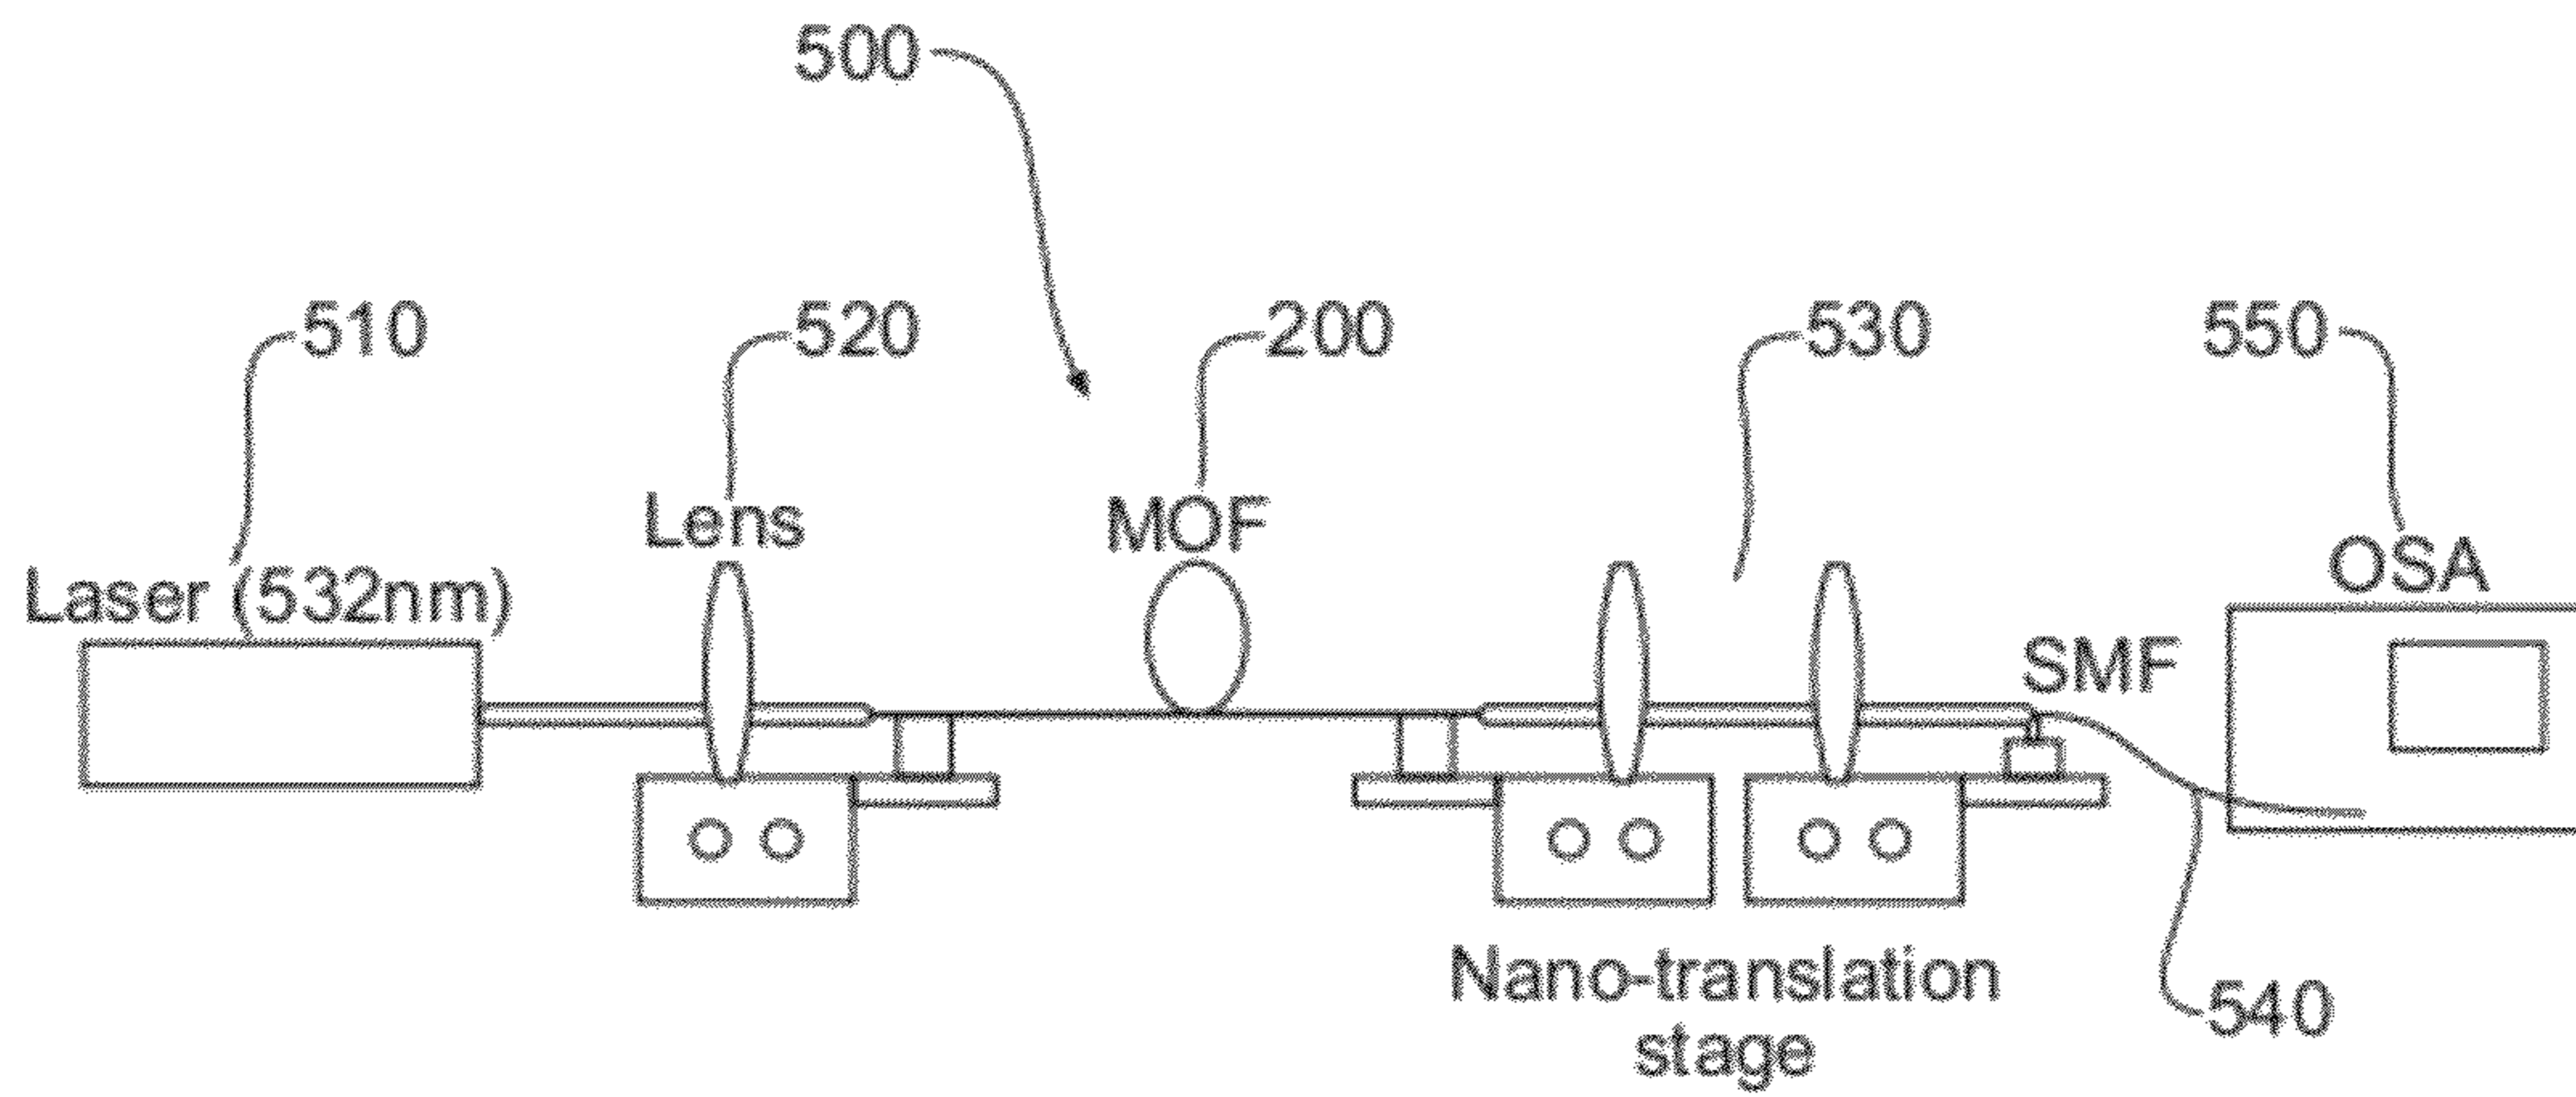 500
510
520
200
530
550
Lens
MOF
OSA
Laser (532nm)
SMF
Nano-translation
stage
540